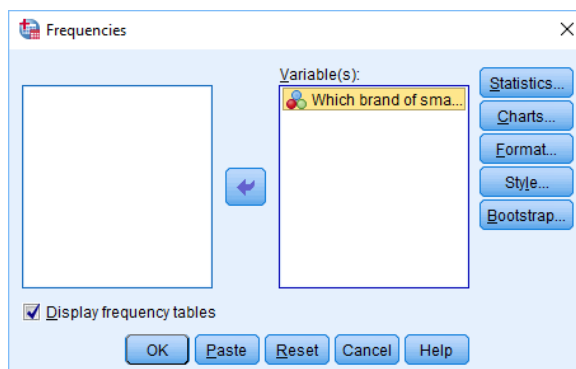 Frequencies
Variable(s):
Which brand of sma...
Statistics...
Charts...
Format...
Style...
Bootstrap...
Display frequency tables
OK Paste Reset Cancel Help